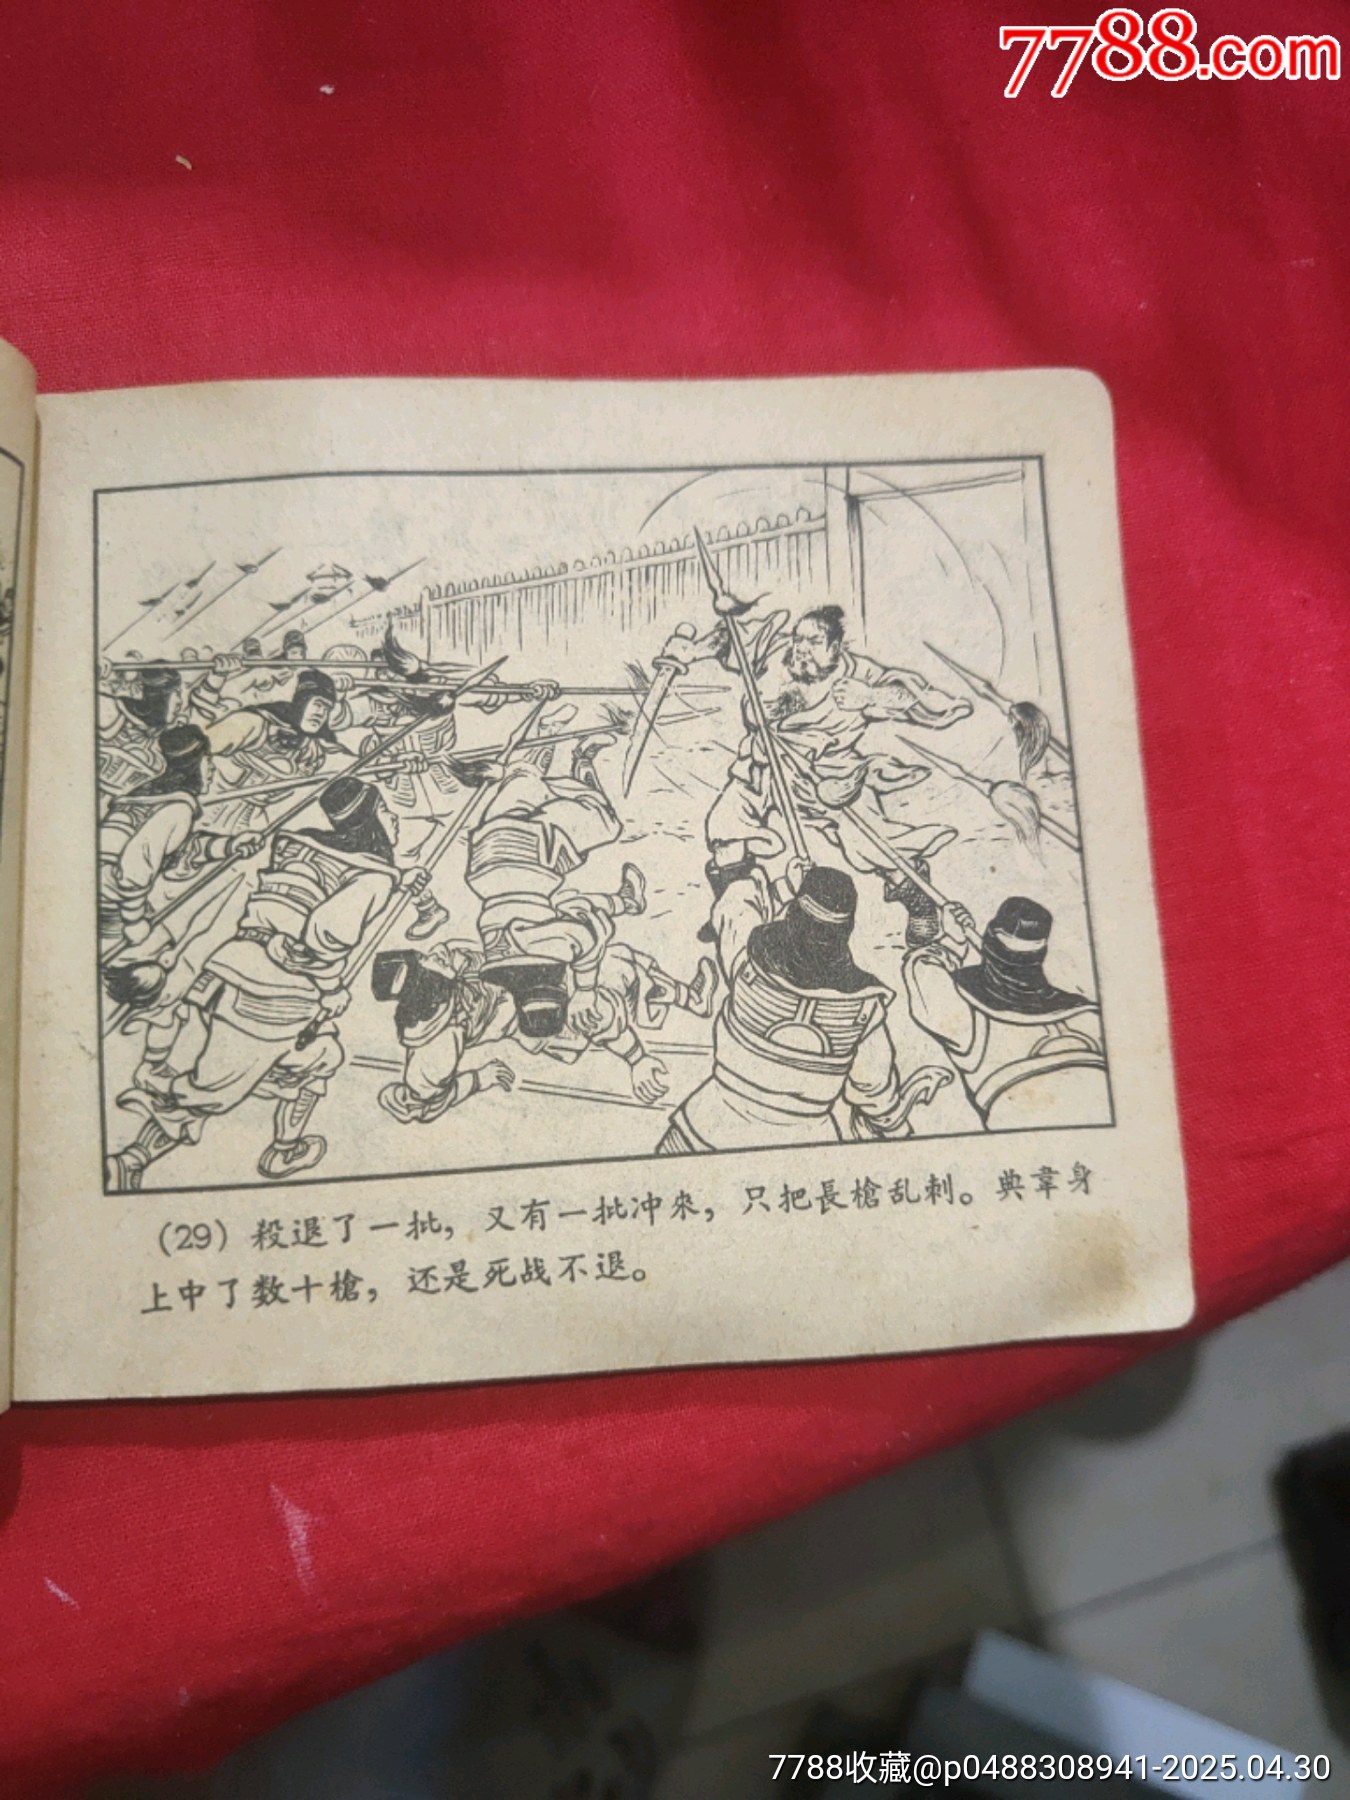 7788.com
（29）殺退了一批，又有一批冲來，只把長槍乱刺。典韋身
上中了数十槍，还是死战不退。
7788收藏@p0488308941-2025.04.30